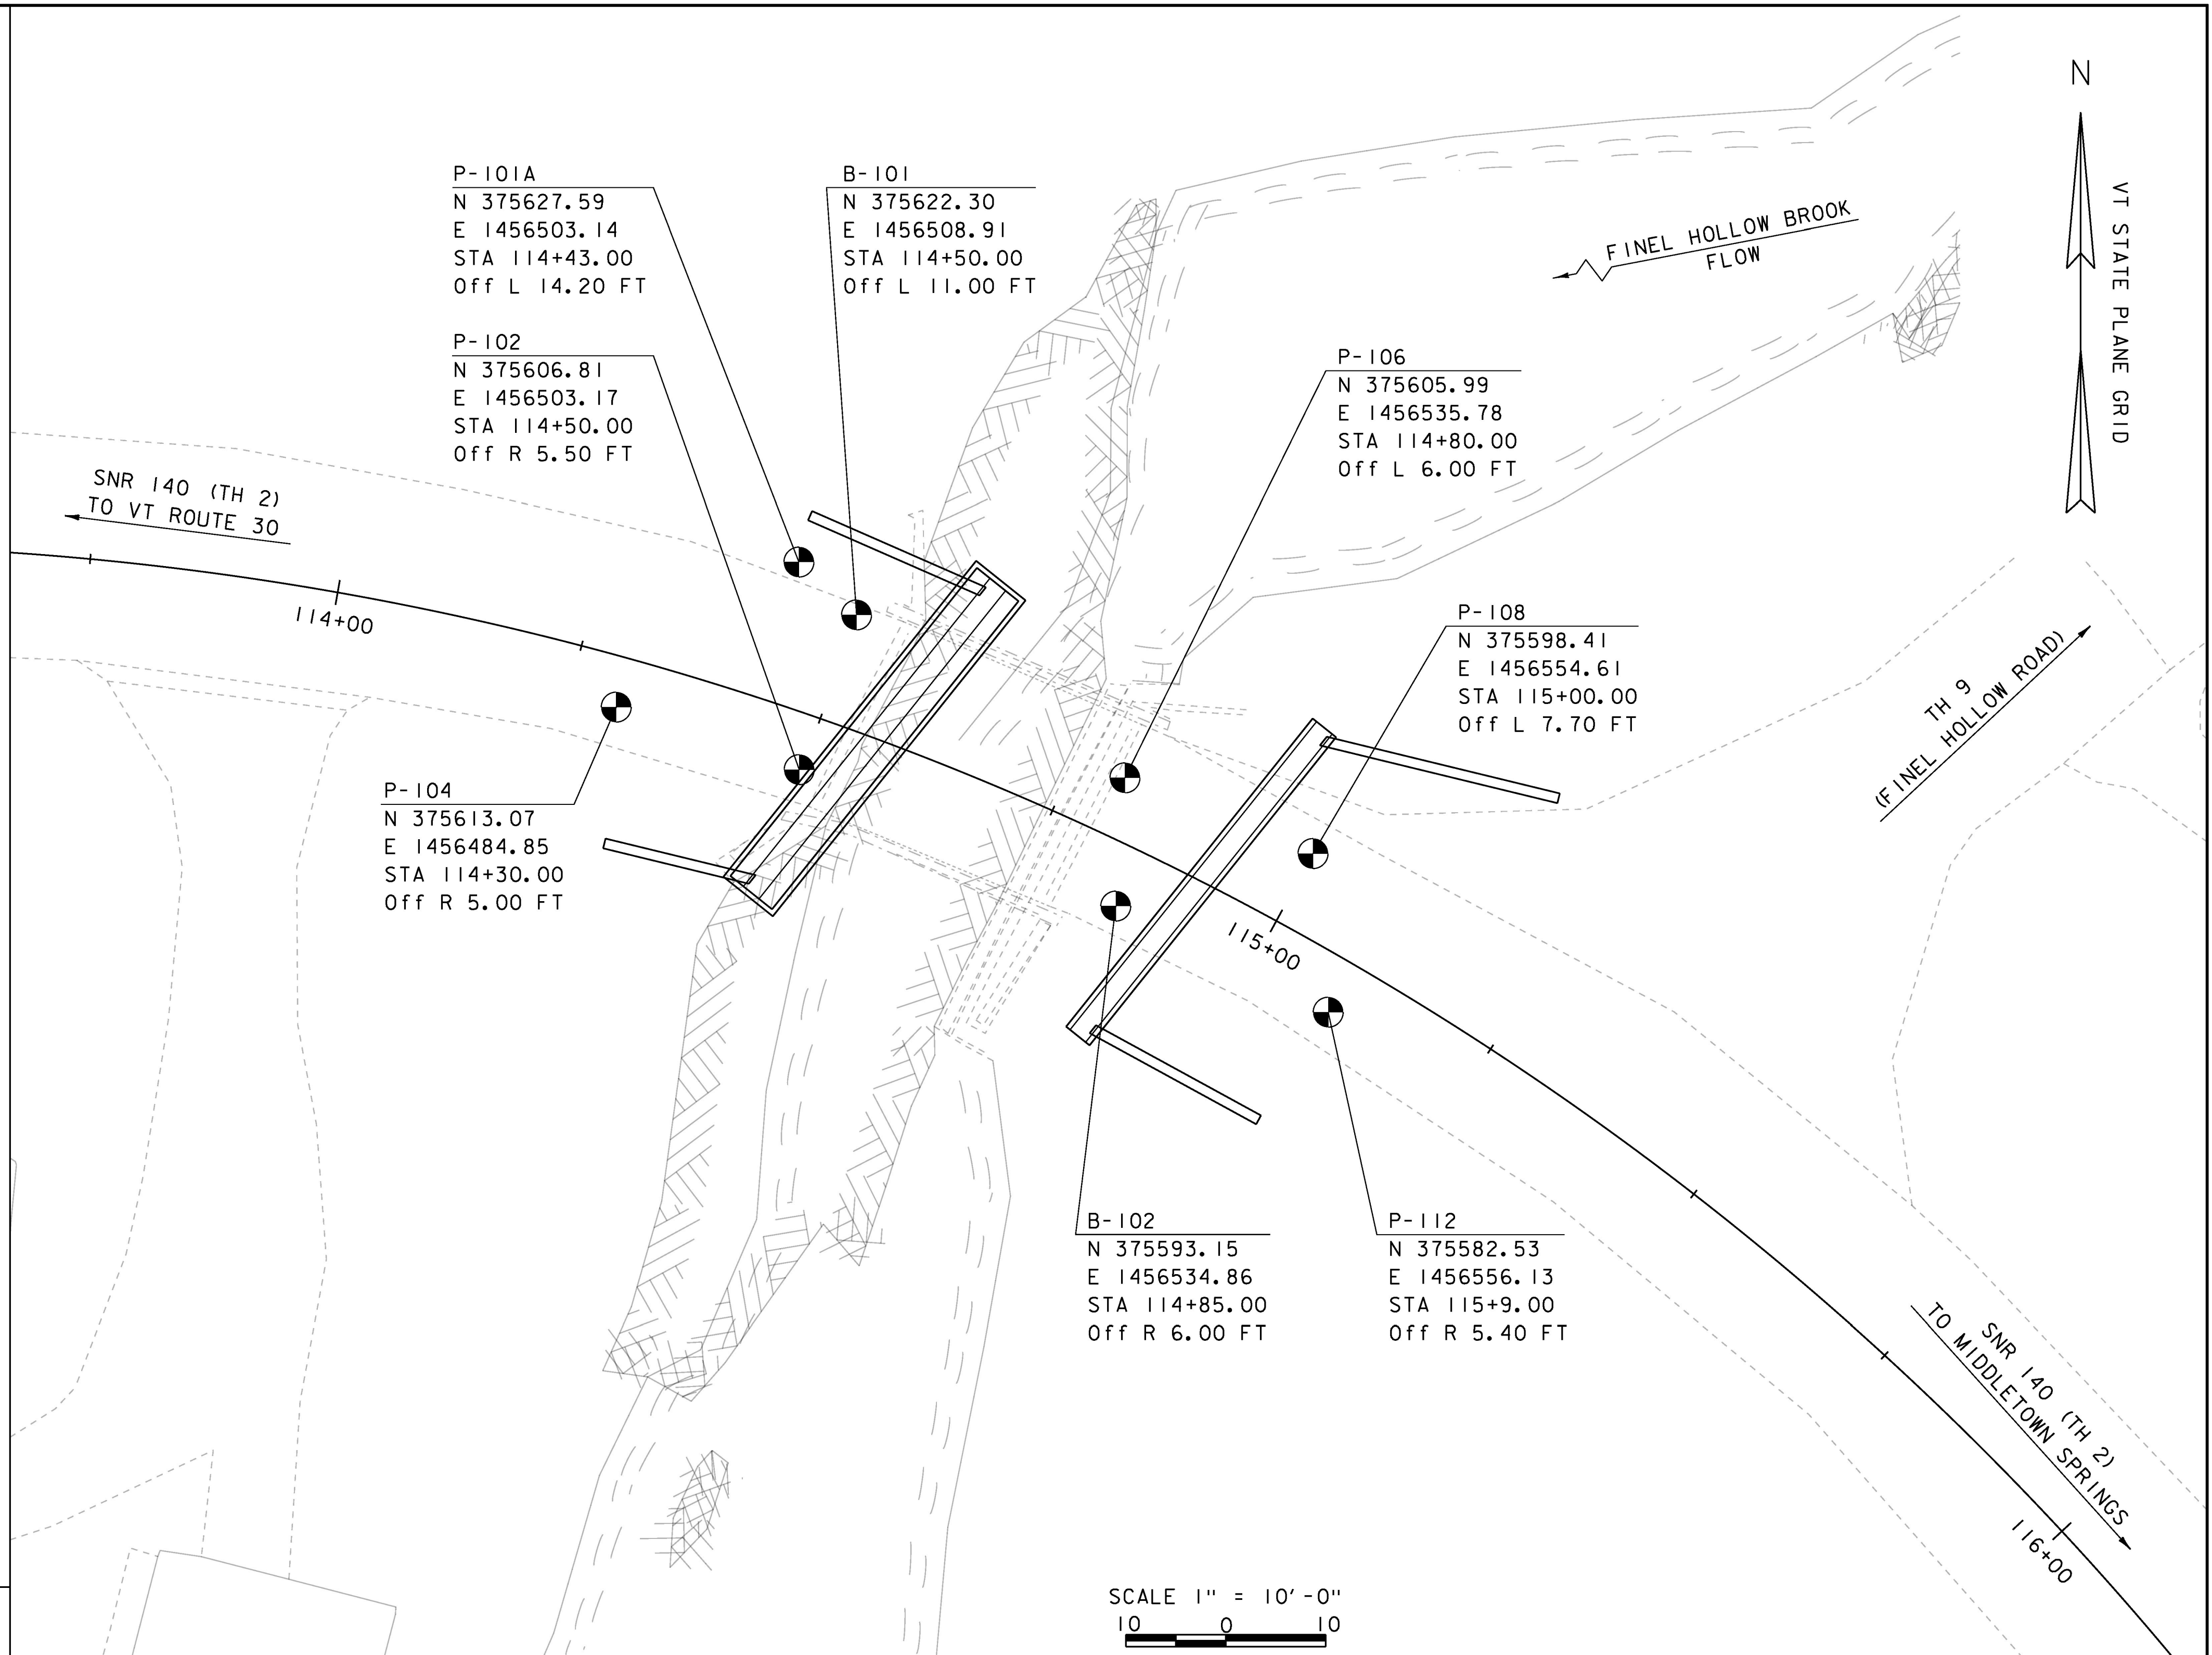 N
VT STATE PLANE GRID
P-101A
N 375627.59
E 1456503.14
STA 114+43.00
Off L 14.20 FT
B-101
N 375622.30
E 1456508.91
STA 114+50.00
Off L 11.00 FT
FINEL HOLLOW BROOK
FLOW
P-102
N 375606.81
E 1456503.17
STA 114+50.00
Off R 5.50 FT
P-106
N 375605.99
E 1456535.78
STA 114+80.00
Off L 6.00 FT
SNR 140 (TH 2)
TO VT ROUTE 30
114+00
P-108
N 375598.41
E 1456554.61
STA 115+00.00
Off L 7.70 FT
TH 9
(FINEL HOLLOW ROAD)
P-104
N 375613.07
E 1456484.85
STA 114+30.00
Off R 5.00 FT
115+00
B-102
N 375593.15
E 1456534.86
STA 114+85.00
Off R 6.00 FT
P-112
N 375582.53
E 1456556.13
STA 115+9.00
Off R 5.40 FT
SNR 140 (TH 2)
TO MIDDLETOWN SPRINGS
116+00
SCALE 1" = 10'-0"
10 0 10